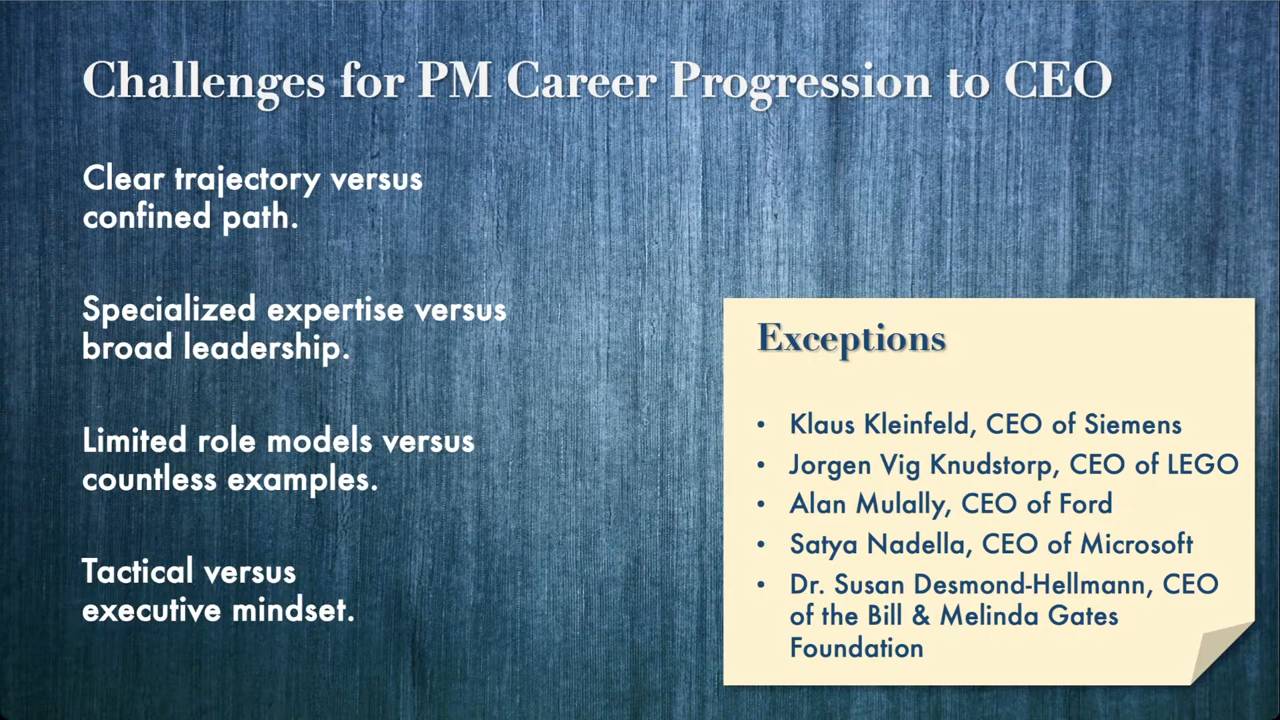 Challenges for PM Career Progression to CEO
Clear trajectory versus
confined path.
Specialized expertise versus
broad leadership.
Limited role models versus
countless examples.
Tactical versus
executive mindset.
Exceptions
• Klaus Kleinfeld, CEO of Siemens
• Jorgen Vig Knudstorp, CEO of LEGO
• Alan Mulally, CEO of Ford
• Satya Nadella, CEO of Microsoft
• Dr. Susan Desmond-Hellmann, CEO
of the Bill & Melinda Gates
Foundation